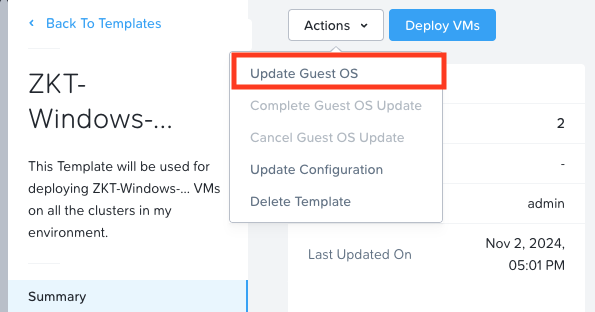 Back To Templates
ZKT-
Windows-...
This Template will be used for
deploying ZKT-Windows-... VMs
on all the clusters in my
environment.
Summary
Actions
Deploy VMs
Update Guest OS
Complete Guest OS Update
Cancel Guest OS Update
Update Configuration
Delete Template
2
-
admin
Last Updated On
Nov 2, 2024,
05:01 PM